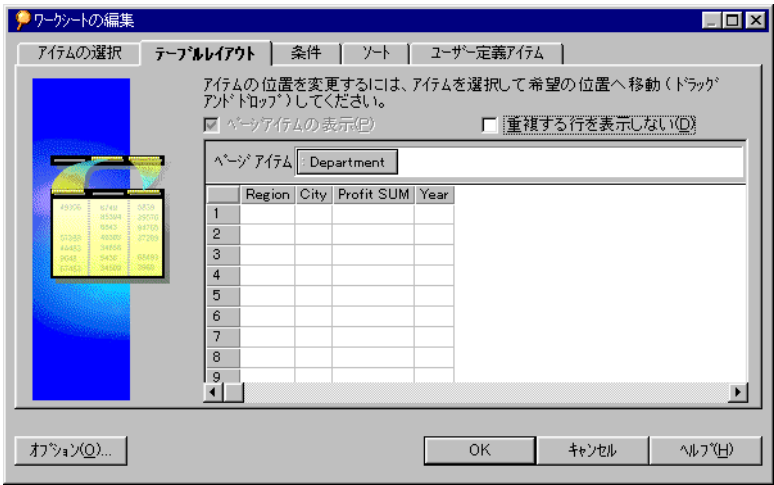 ワークシートの編集
アイテムの選択 テーブルレイアウト 条件 ソート ユーザー定義アイテム
アイテムの位置を変更するには、アイテムを選択して希望の位置へ移動（ドラッグ
アンドドロップ）してください。
ページアイテムの表示(P) 重複する行を表示しない(D)
ページアイテム Department
Region City Profit SUM Year
1
2
3
4
5
6
7
8
9
オプション(O)... OK キャンセル ヘルプ(H)